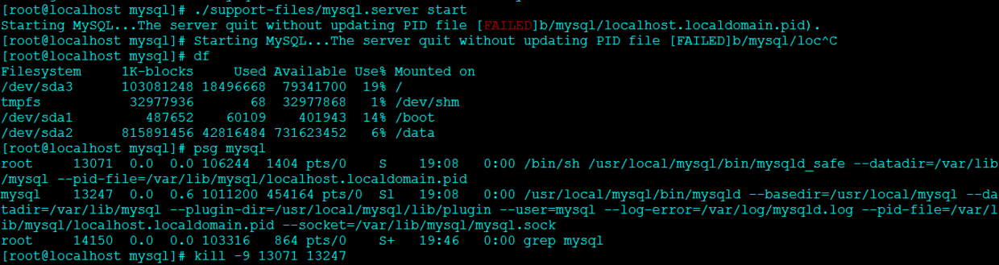 [root@localhost mysql]# ./support-files/mysql.server start
Starting MySQL...The server quit without updating PID file [FAILED]b/mysql/localhost.localdomain.pid).
[root@localhost mysql]# Starting MySQL...The server quit without updating PID file [FAILED]b/mysql/loc^C
[root@localhost mysql]# df
Filesystem     1K-blocks     Used Available Use% Mounted on
/dev/sda3      103081248 18496668  79341700  19% /
tmpfs           32977936       68  32977868   1% /dev/shm
/dev/sda1         487652    60109    401943  14% /boot
/dev/sda2      815891456 42816484 731623452   6% /data
[root@localhost mysql]# psg mysql
root     13071  0.0  0.0 106244  1404 pts/0    S    19:08   0:00 /bin/sh /usr/local/mysql/bin/mysqld_safe --datadir=/var/lib
/mysql --pid-file=/var/lib/mysql/localhost.localdomain.pid
mysql    13247  0.0  0.6 1011200 454164 pts/0  Sl   19:08   0:00 /usr/local/mysql/bin/mysqld --basedir=/usr/local/mysql --da
tadir=/var/lib/mysql --plugin-dir=/usr/local/mysql/lib/plugin --user=mysql --log-error=/var/log/mysqld.log --pid-file=/var/l
ib/mysql/localhost.localdomain.pid --socket=/var/lib/mysql/mysql.sock
root     14150  0.0  0.0 103316   864 pts/0    S+   19:46   0:00 grep mysql
[root@localhost mysql]# kill -9 13071 13247